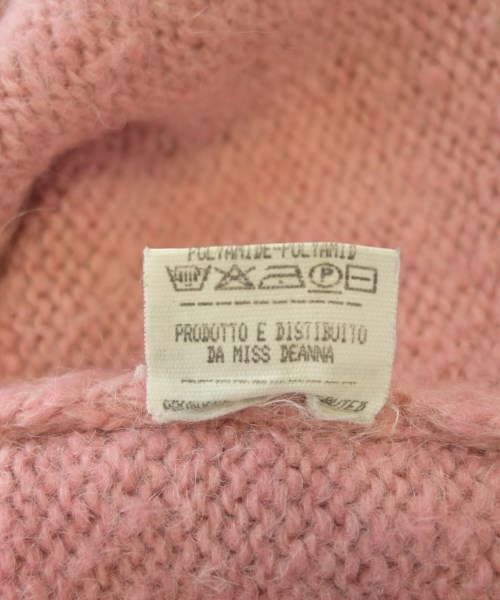 POLYAMIDE-POLYAMID
P
PRODOTTO E DISTIBUITO
DA MISS DEANNA